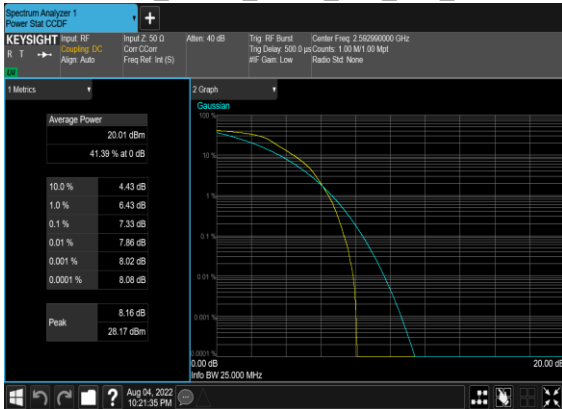 Spectrum Analyzer 1
Power Stat CCDF
KEYSIGHT
R T
Input: RF
Coupling: DC
Align: Auto
Input Z: 50 Ω
Corr CCorr
Freq Ref: Int (S)
Atten: 40 dB
Trig: RF Burst
Trig Delay: 500.0 µs
#IF Gain: Low
Center Freq: 2.592990000 GHz
Counts: 1.00 M/1.00 Mpt
Radio Std: None
1 Metrics
Average Power
20.01 dBm
41.39 % at 0 dB
10.0 % 4.43 dB
1.0 % 6.43 dB
0.1 % 7.33 dB
0.01 % 7.86 dB
0.001 % 8.02 dB
0.0001 % 8.08 dB
Peak
8.16 dB
28.17 dBm
2 Graph
Gaussian
100 %
10 %
1 %
0.1 %
0.01 %
0.001 %
0.0001 %
0.00 dB
20.00 dB
Info BW 25.000 MHz
?
Aug 04, 2022
10:21:35 PM